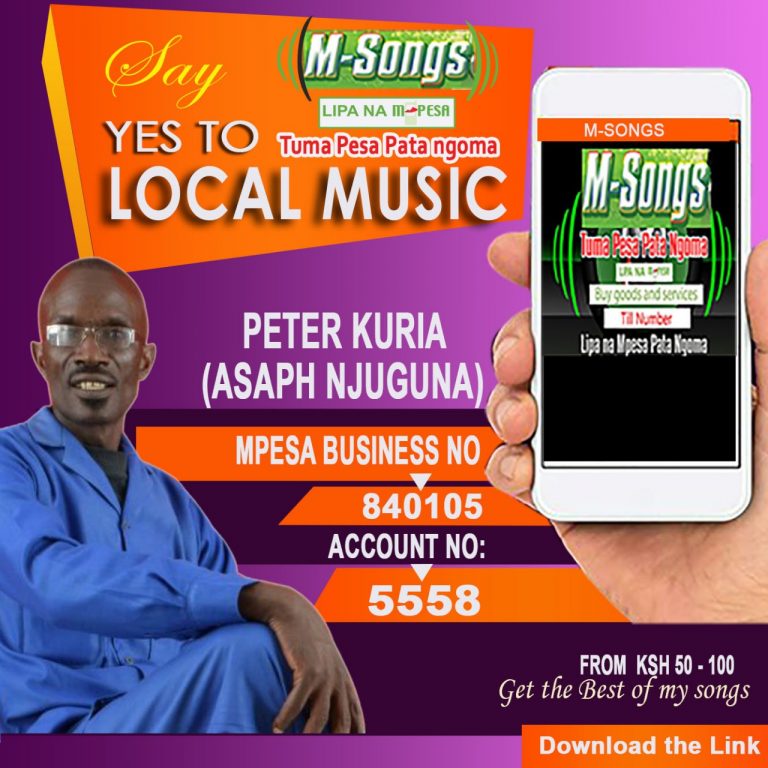 Say
M-Songs
LIPA NA M-PESA
YES TO
Tuma Pesa Pata ngoma
LOCAL MUSIC
M-SONGS
M-Songs
Tuma Pesa Pata Ngoma
LIPA NA M-PESA
Buy goods and services
Till Number
Lipa na Mpesa Pata Ngoma
PETER KURIA
(ASAPH NJUGUNA)
MPESA BUSINESS NO
840105
ACCOUNT NO:
5558
FROM KSH 50 - 100
Get the Best of my songs
Download the Link